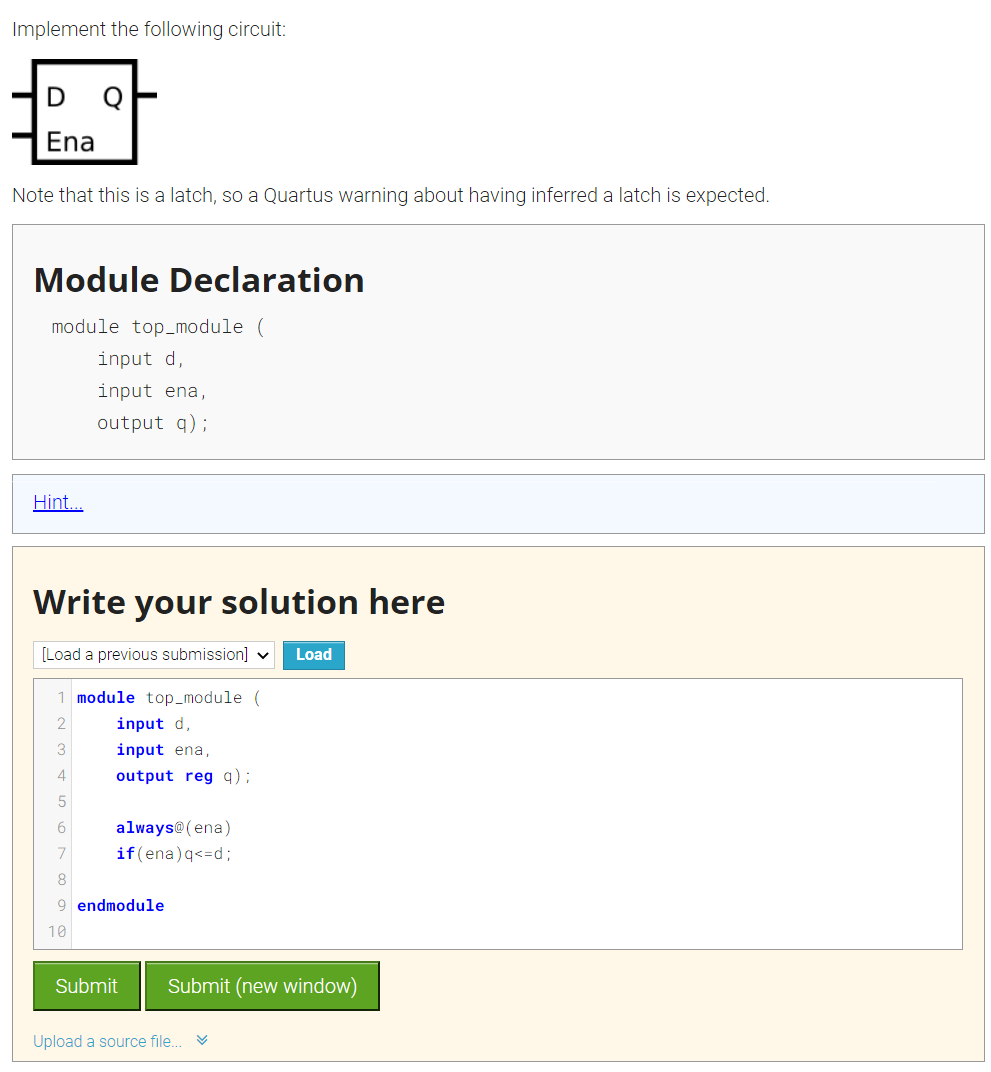 Implement the following circuit:
D Q
Ena
Note that this is a latch, so a Quartus warning about having inferred a latch is expected.
Module Declaration
module top_module (
    input d,
    input ena,
    output q);
Hint...
Write your solution here
[Load a previous submission] Load
1 module top_module (
2     input d,
3     input ena,
4     output reg q);
5
6     always@(ena)
7     if(ena)q<=d;
8
9 endmodule
10
Submit Submit (new window)
Upload a source file...